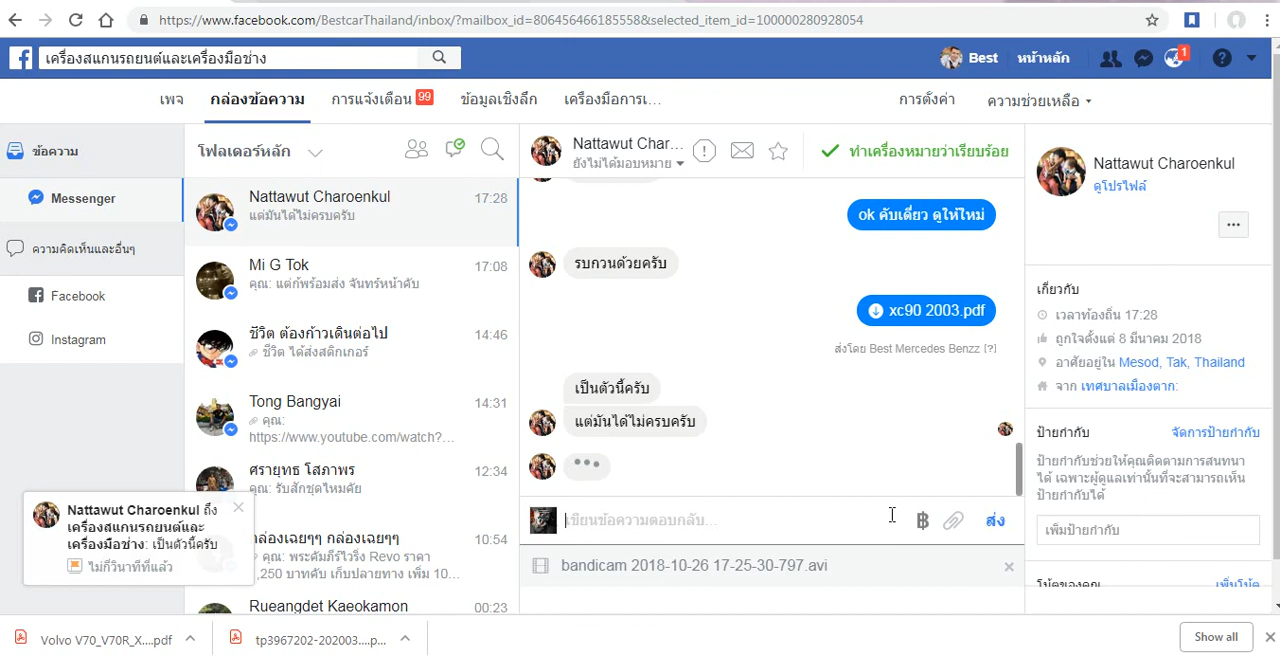 https://www.facebook.com/BestcarThailand/inbox/?mailbox_id=806456466185558&selected_item_id=100000280928054
เครื่องสแกนรถยนต์และเครื่องมือช่าง
Best
หน้าหลัก
1
เพจ
กล่องข้อความ
การแจ้งเตือน 99
ข้อมูลเชิงลึก
เครื่องมือการเ...
การตั้งค่า
ความช่วยเหลือ
ข้อความ
Messenger
ความคิดเห็นและอื่นๆ
Facebook
Instagram
โฟลเดอร์หลัก
Nattawut Charoenkul 17:28
แต่มันได้ไม่ครบครับ
Mi G Tok 17:08
คุณ: แต่ก้พร้อมส่ง จันทร์หน้าคับ
ชีวิต ต้องก้าวเดินต่อไป 14:46
ชีวิต ได้ส่งสติกเกอร์
Tong Bangyai 14:31
คุณ:
https://www.youtube.com/watch?...
ศรายุทธ โสภาพร 12:34
คุณ: รับสักชุดไหมคับ
กล่องเฉยๆๆ กล่องเฉยๆๆ 10:54
คุณ: พระคัมภีร์ไวริ่ง Revo ราคา
,250 บาทคับ เก็บปลายทาง เพิ่ม 10...
Rueangdet Kaeokamon 00:23
Nattawut Charoenkul ถึง
เครื่องสแกนรถยนต์และ
เครื่องมือช่าง: เป็นตัวนี้ครับ
ไม่กี่วินาทีที่แล้ว
Nattawut Char...
ยังไม่ได้มอบหมาย
ทำเครื่องหมายว่าเรียบร้อย
ok คับเดี่ยว ดูให้ใหม่
รบกวนด้วยครับ
xc90 2003.pdf
ส่งโดย Best Mercedes Benzz [?]
เป็นตัวนี้ครับ
แต่มันได้ไม่ครบครับ
เขียนข้อความตอบกลับ...
฿
ส่ง
bandicam 2018-10-26 17-25-30-797.avi
Nattawut Charoenkul
ดูโปรไฟล์
เกี่ยวกับ
เวลาท้องถิ่น 17:28
ถูกใจตั้งแต่ 8 มีนาคม 2018
อาศัยอยู่ใน Mesod, Tak, Thailand
จาก เทศบาลเมืองตาก:
ป้ายกำกับ
จัดการป้ายกำกับ
ป้ายกำกับช่วยให้คุณติดตามการสนทนา
ได้ เฉพาะผู้ดูแลเท่านั้นที่จะสามารถเห็น
ป้ายกำกับได้
เพิ่มป้ายกำกับ
โน้ตของคุณ
เพิ่มโน้ต
Volvo V70_V70R_X....pdf
tp3967202-202003....p...
Show all